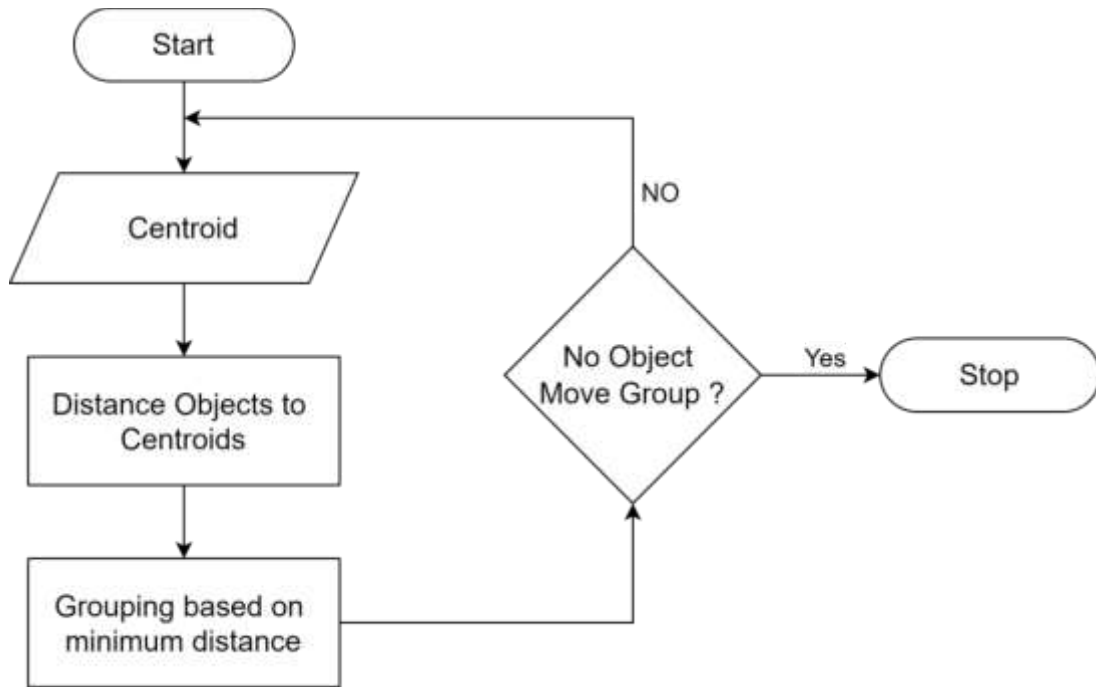 Start
Centroid
Distance Objects to
Centroids
Grouping based on
minimum distance
No Object
Move Group ?
NO
Yes
Stop